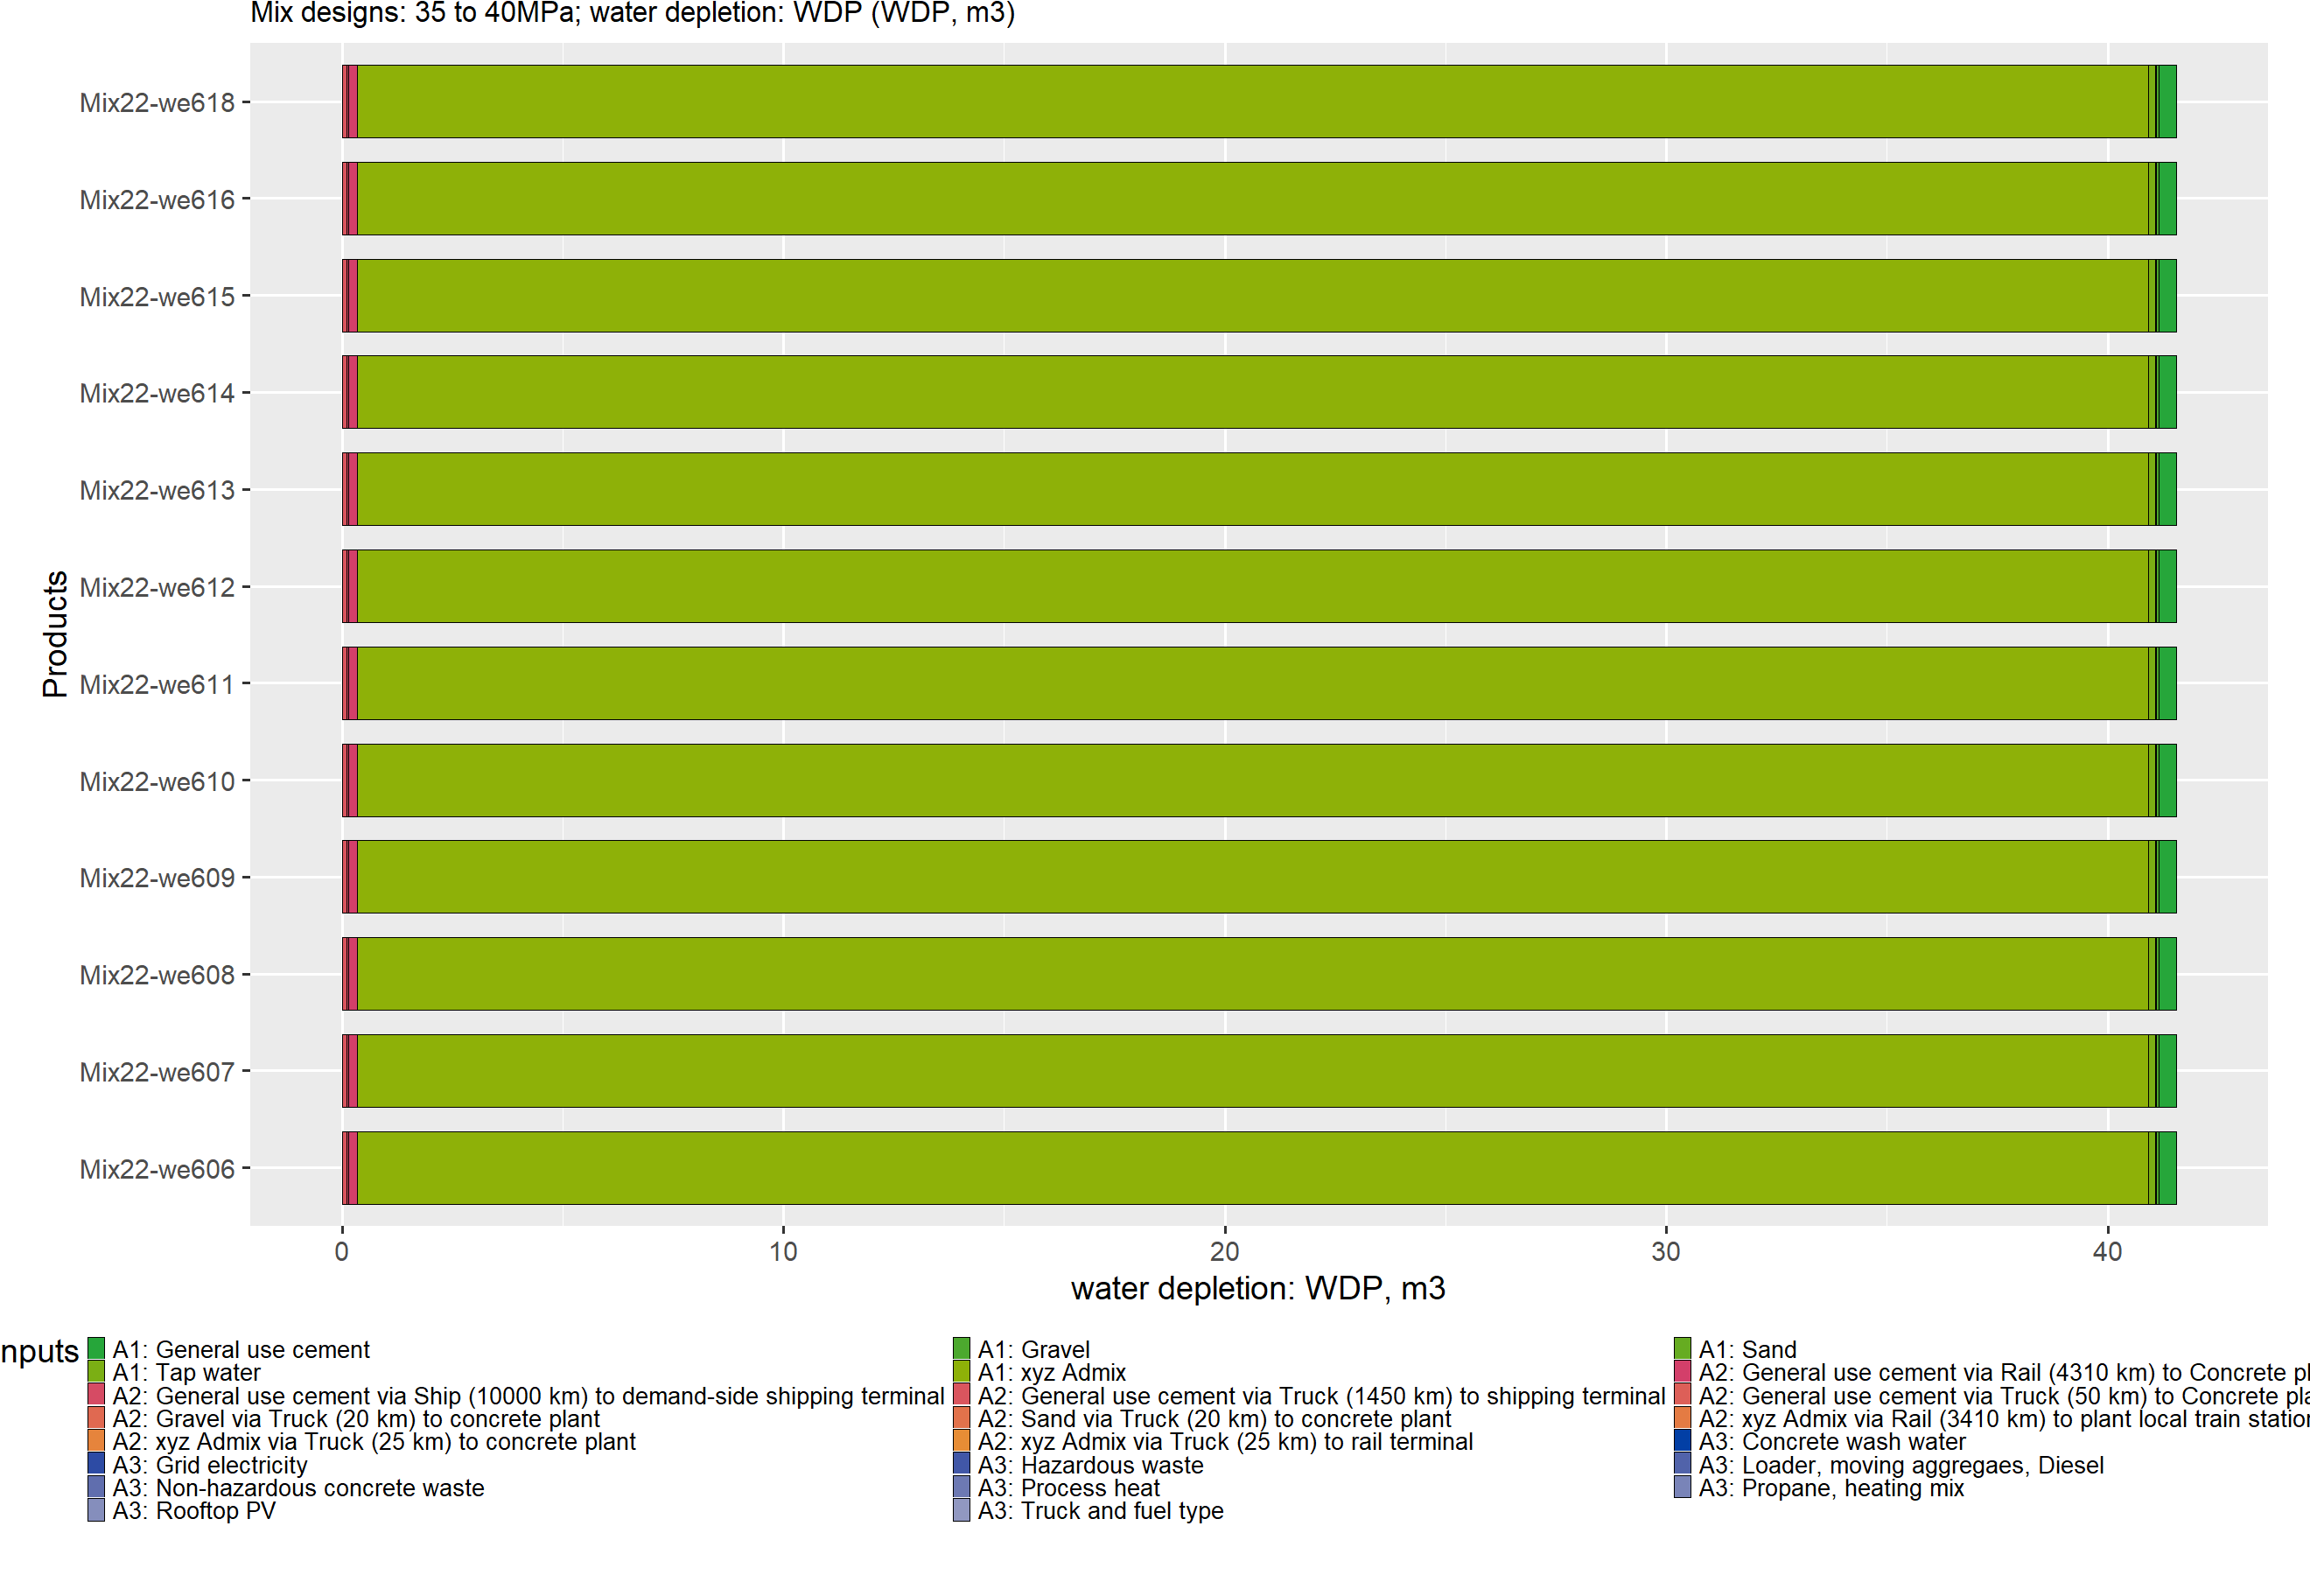 Mix designs: 35 to 40MPa; water depletion: WDP (WDP, m3)
Mix22-we618
Mix22-we616
Mix22-we615
Mix22-we614
Mix22-we613
Mix22-we612
Mix22-we611
Mix22-we610
Mix22-we609
Mix22-we608
Mix22-we607
Mix22-we606
Products
0 10 20 30 40
water depletion: WDP, m3
nputs
A1: General use cement A1: Gravel A1: Sand
A1: Tap water A1: xyz Admix A2: General use cement via Rail (4310 km) to Concrete pl
A2: General use cement via Ship (10000 km) to demand-side shipping terminal A2: General use cement via Truck (1450 km) to shipping terminal A2: General use cement via Truck (50 km) to Concrete pla
A2: Gravel via Truck (20 km) to concrete plant A2: Sand via Truck (20 km) to concrete plant A2: xyz Admix via Rail (3410 km) to plant local train station
A2: xyz Admix via Truck (25 km) to concrete plant A2: xyz Admix via Truck (25 km) to rail terminal A3: Concrete wash water
A3: Grid electricity A3: Hazardous waste A3: Loader, moving aggregaes, Diesel
A3: Non-hazardous concrete waste A3: Process heat A3: Propane, heating mix
A3: Rooftop PV A3: Truck and fuel type